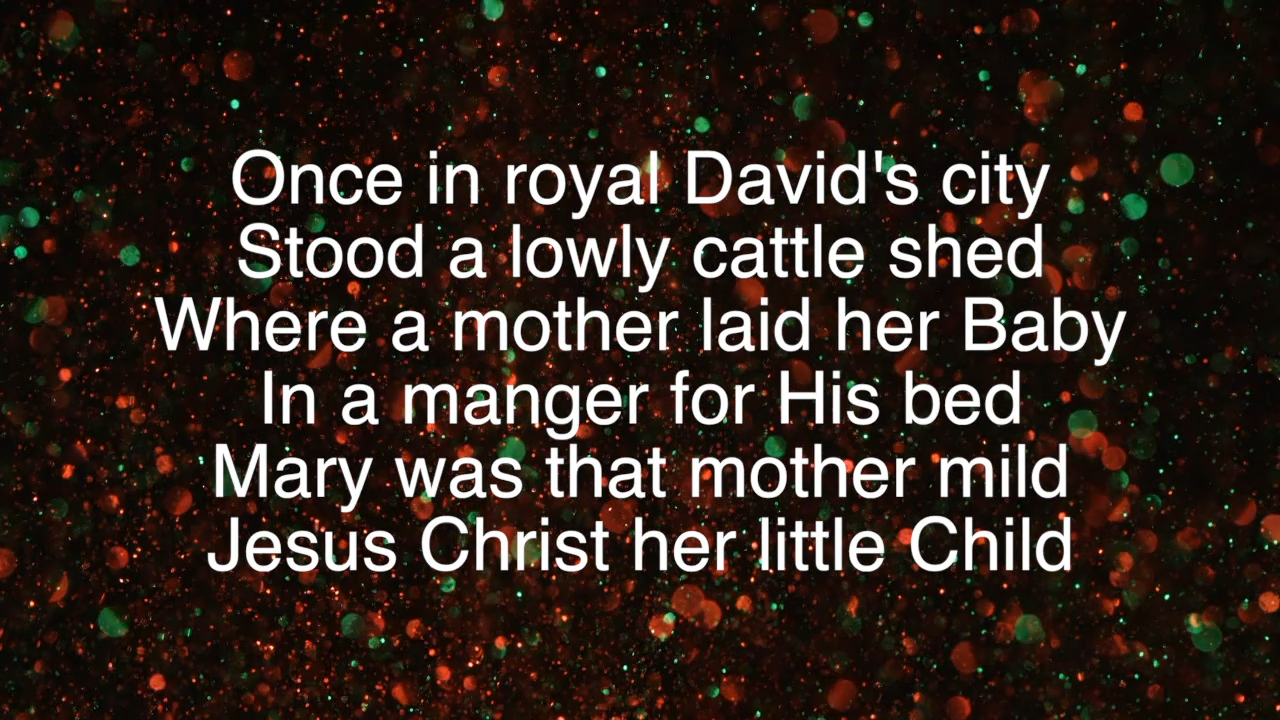 Once in royal David's city
Stood a lowly cattle shed
Where a mother laid her Baby
In a manger for His bed
Mary was that mother mild
Jesus Christ her little Child